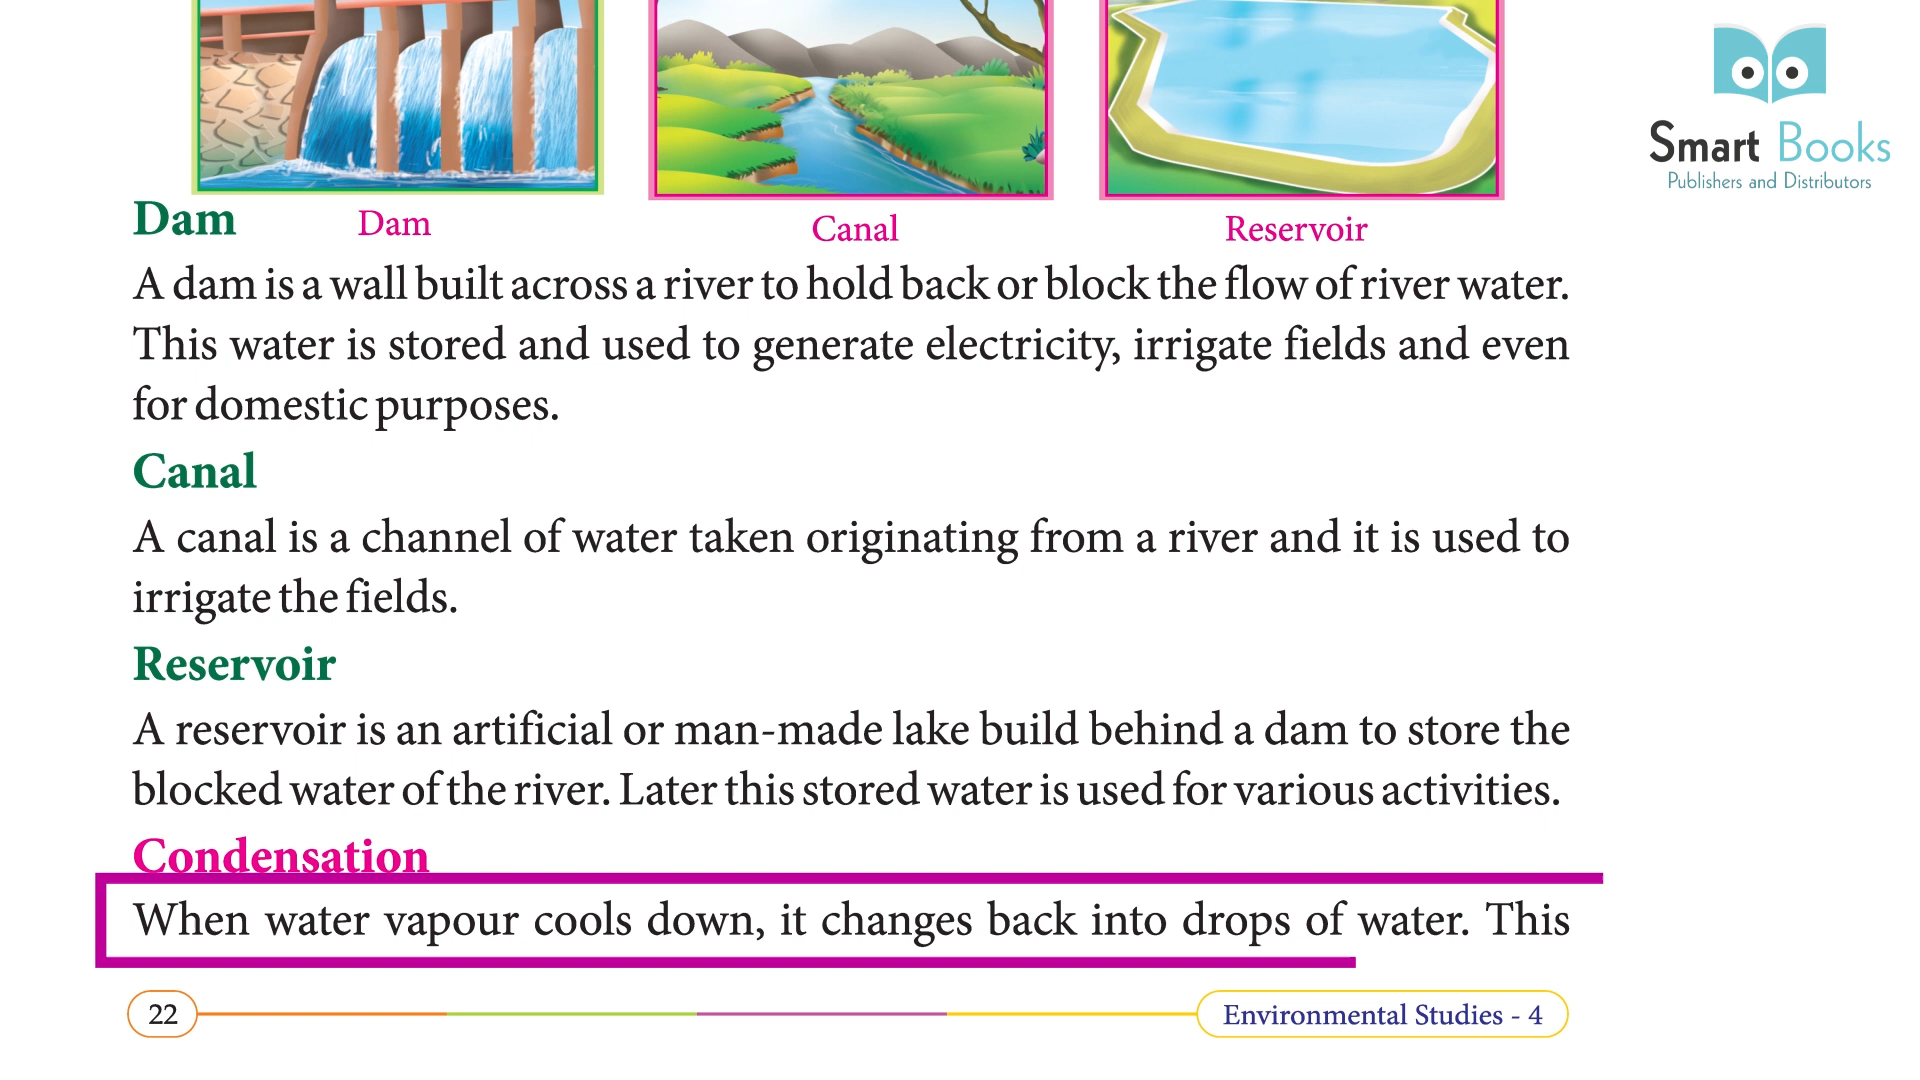 Smart Books
Publishers and Distributors
Dam
Dam
Canal
Reservoir
A dam is a wall built across a river to hold back or block the flow of river water.
This water is stored and used to generate electricity, irrigate fields and even
for domestic purposes.
Canal
A canal is a channel of water taken originating from a river and it is used to
irrigate the fields.
Reservoir
A reservoir is an artificial or man-made lake build behind a dam to store the
blocked water of the river. Later this stored water is used for various activities.
Condensation
When water vapour cools down, it changes back into drops of water. This
22
Environmental Studies - 4